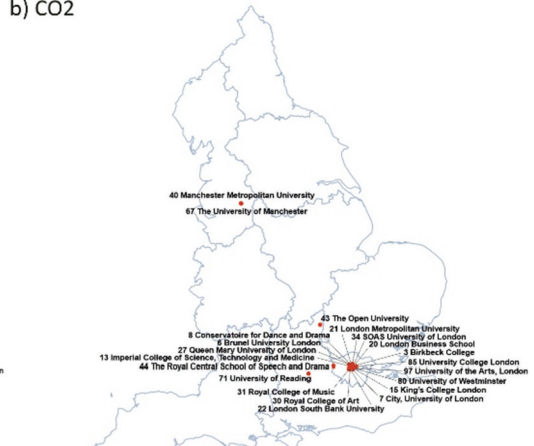 b) CO2
40 Manchester Metropolitan University
67 The University of Manchester
43 The Open University
21 London Metropolitan University
8 Conservatoire for Dance and Drama
34 SOAS University of London
6 Brunel University London
20 London Business School
27 Queen Mary University of London
3 Birkbeck College
13 Imperial College of Science, Technology and Medicine
85 University College London
44 The Royal Central School of Speech and Drama
97 University of the Arts, London
71 University of Reading
80 University of Westminster
15 King's College London
31 Royal College of Music
7 City, University of London
30 Royal College of Art
22 London South Bank University